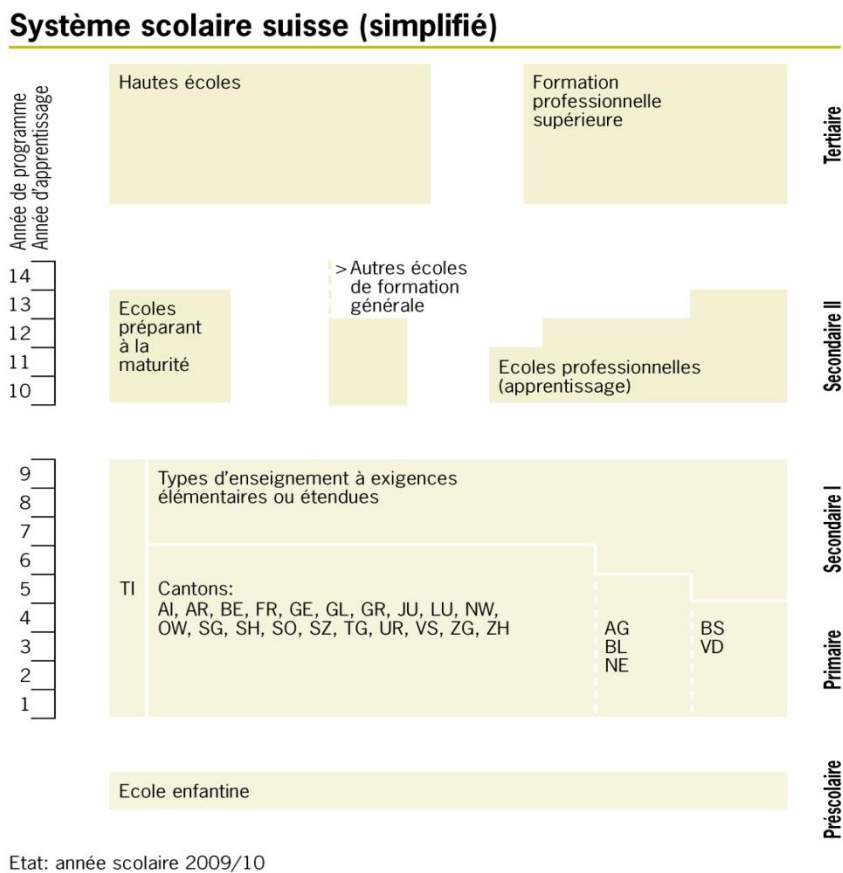 Système scolaire suisse (simplifié)
Année de programme
Année d'apprentissage
Hautes écoles
Formation
professionnelle
supérieure
Tertiaire
14
13
12
11
10
Ecoles
préparant
à la
maturité
> Autres écoles
de formation
générale
Ecoles professionnelles
(apprentissage)
Secondaire II
9
8
7
6
5
4
3
2
1
TI
Types d'enseignement à exigences
élémentaires ou étendues
Cantons:
AI, AR, BE, FR, GE, GL, GR, JU, LU, NW,
OW, SG, SH, SO, SZ, TG, UR, VS, ZG, ZH
AG
BL
NE
BS
VD
Secondaire I
Primaire
Ecole enfantine
Préscolaire
Etat: année scolaire 2009/10